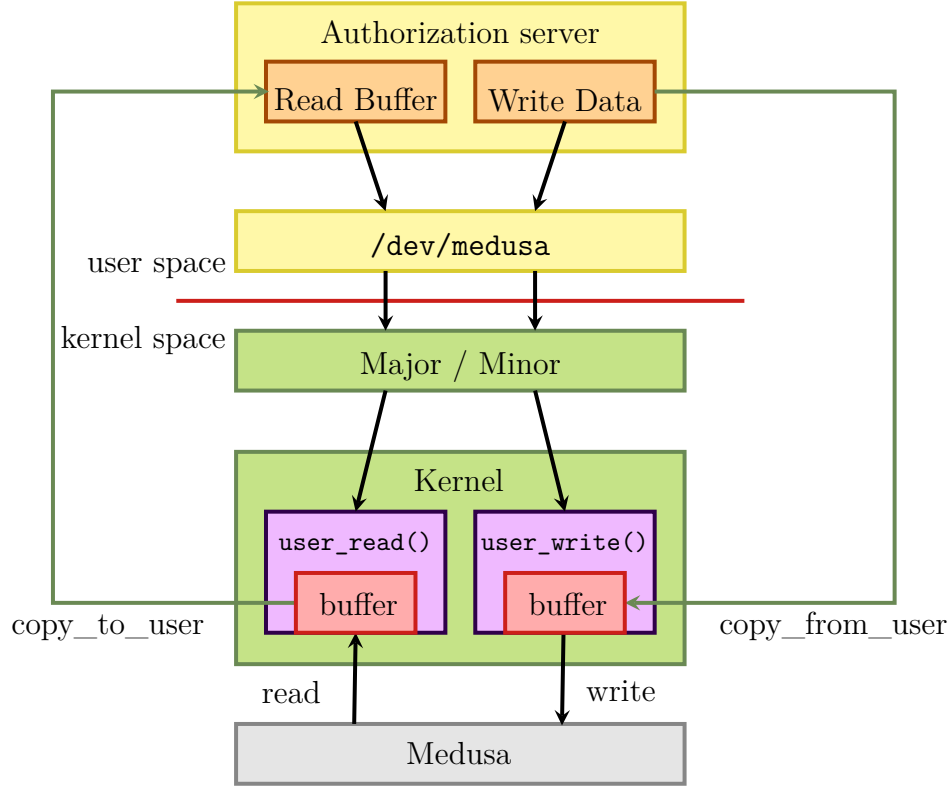 Authorization server
Read Buffer
Write Data
/dev/medusa
user space
kernel space
Major / Minor
Kernel
user_read()
user_write()
buffer
buffer
copy_to_user
copy_from_user
read
write
Medusa